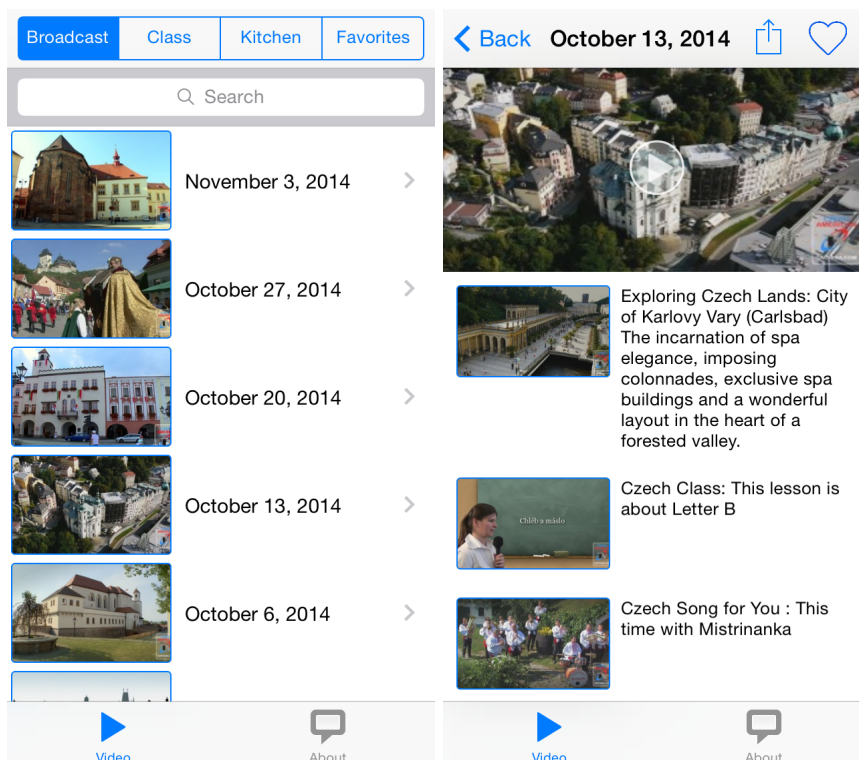 Broadcast
Class
Kitchen
Favorites
Search
November 3, 2014
October 27, 2014
October 20, 2014
October 13, 2014
October 6, 2014
Video
About
Back
October 13, 2014
Exploring Czech Lands: City
of Karlovy Vary (Carlsbad)
The incarnation of spa
elegance, imposing
colonnades, exclusive spa
buildings and a wonderful
layout in the heart of a
forested valley.
Chléb a máslo
Czech Class: This lesson is
about Letter B
Czech Song for You : This
time with Mistrinanka
Video
About